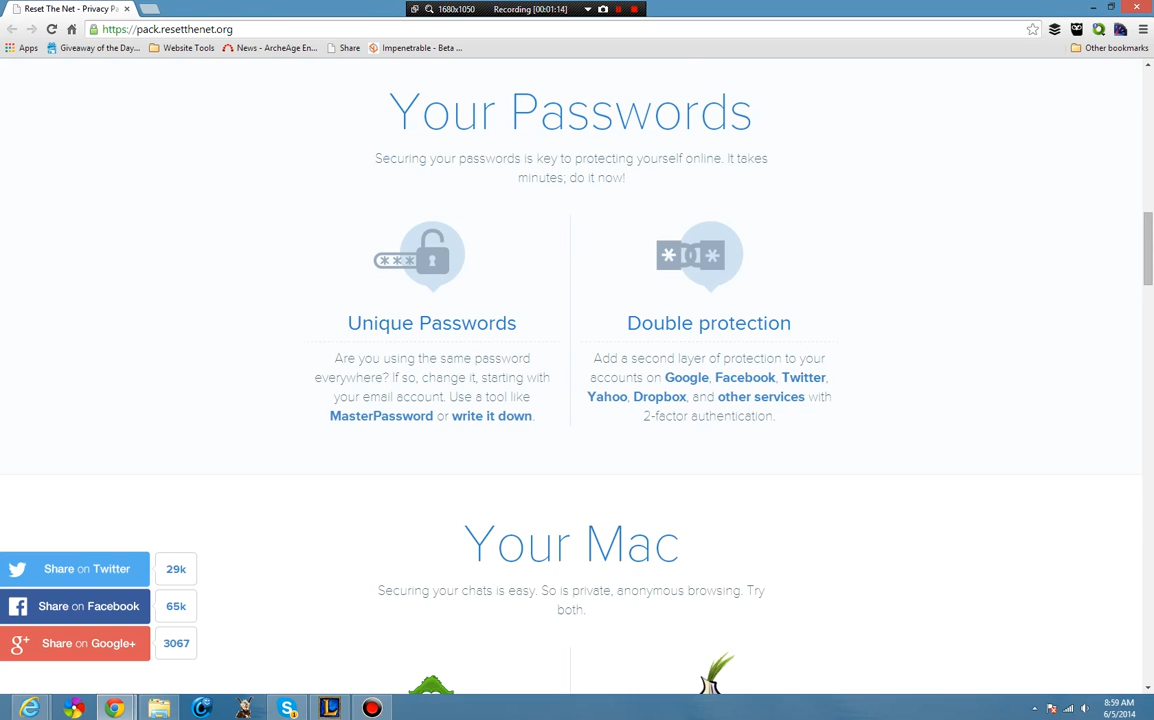 Reset The Net - Privacy Pa
1680x1050
Recording [00:01:14]
https://pack.resetthenet.org
Apps
Giveaway of the Day...
Website Tools
News - ArcheAge En...
Share
Impenetrable - Beta ...
Other bookmarks
Your Passwords
Securing your passwords is key to protecting yourself online. It takes
minutes; do it now!
Unique Passwords
Are you using the same password
everywhere? If so, change it, starting with
your email account. Use a tool like
MasterPassword or write it down.
Double protection
Add a second layer of protection to your
accounts on Google, Facebook, Twitter,
Yahoo, Dropbox, and other services with
2-factor authentication.
Your Mac
Securing your chats is easy. So is private, anonymous browsing. Try
both.
Share on Twitter
29k
Share on Facebook
65k
Share on Google+
3067
8:59 AM
6/5/2014